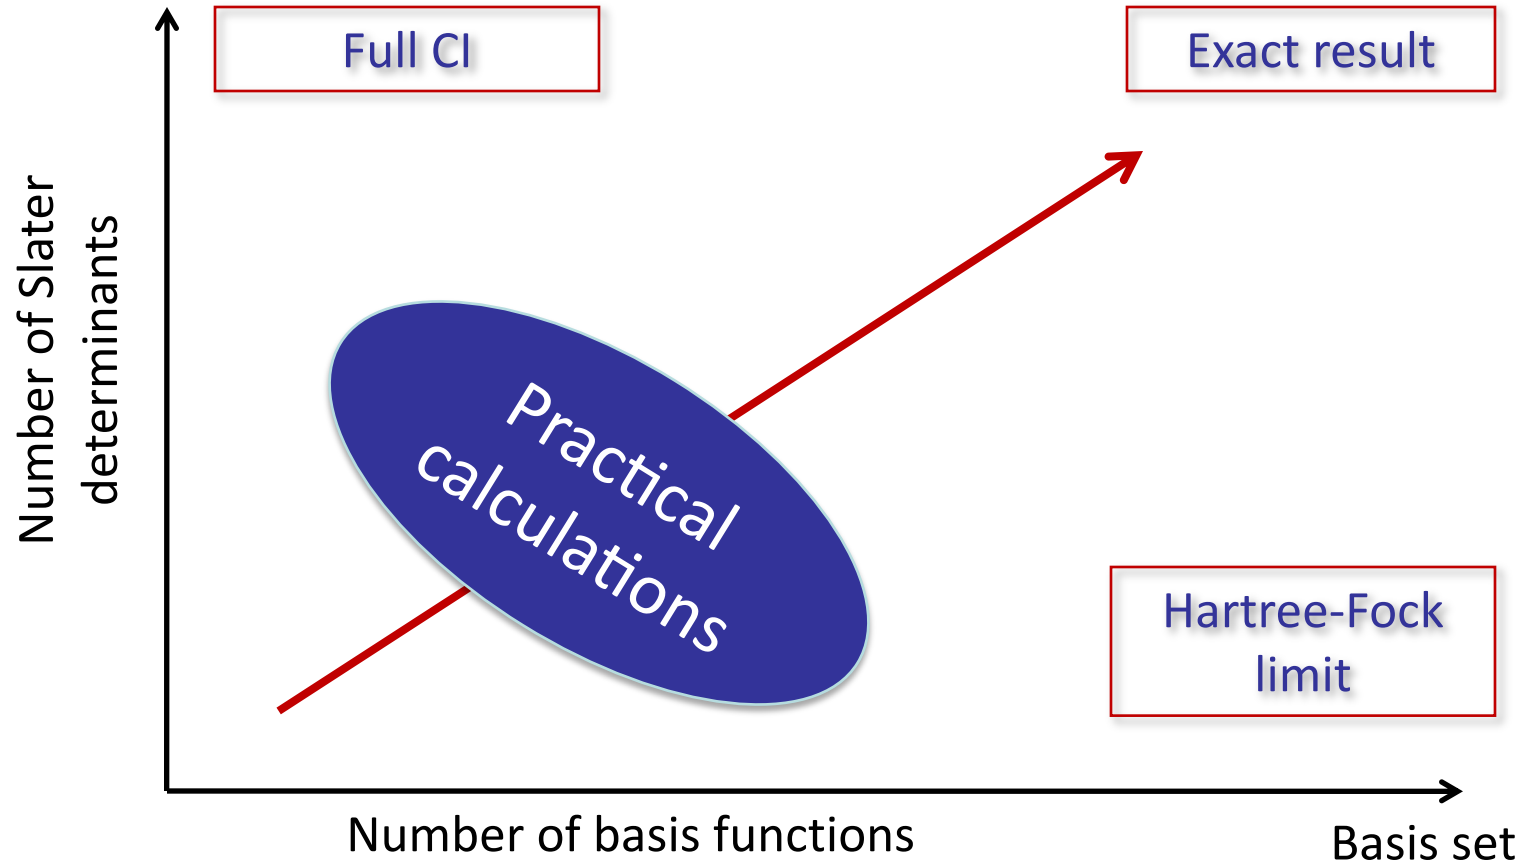 Full CI
Exact result
Number of Slater
determinants
Practical
calculations
Hartree-Fock
limit
Number of basis functions
Basis set